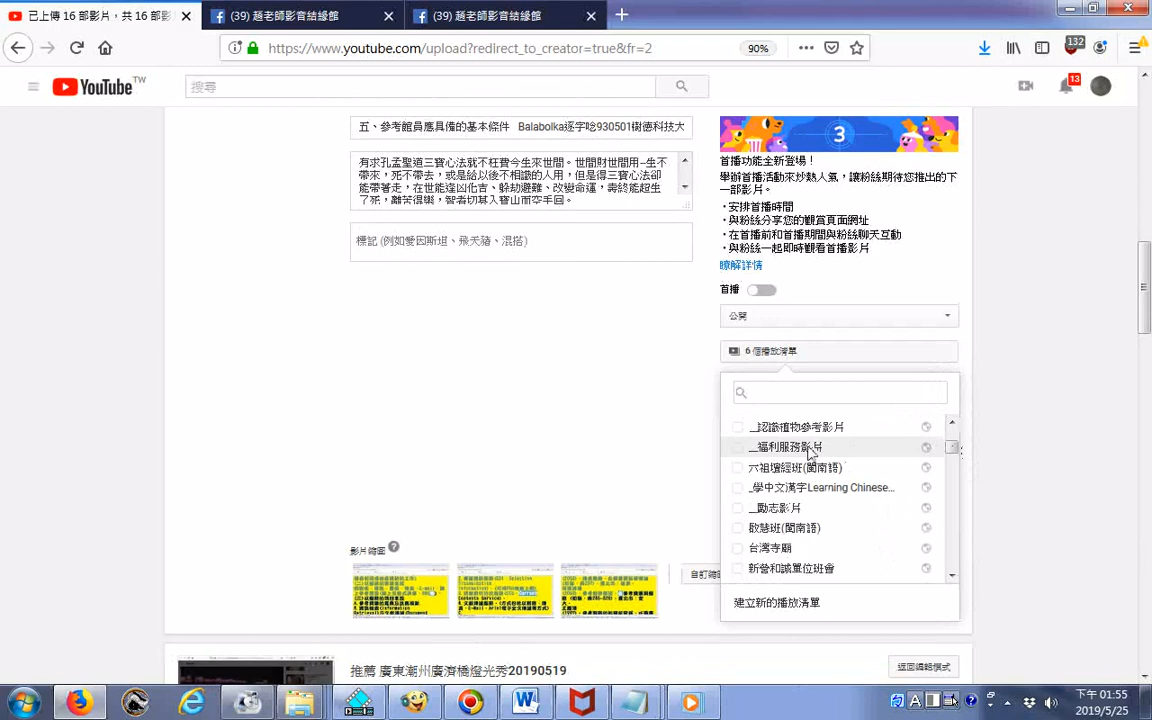 已上傳 16 部影片，共 16 部影片
(39) 趙老師影音結緣館
(39) 趙老師影音結緣館
https://www.youtube.com/upload?redirect_to_creator=true&fr=2
90%
132
YouTube TW
搜尋
13
五、參考館員應具備的基本條件 Balabolka逐字唸930501樹德科技大
有求孔孟聖道三寶心法就不枉費今生來世間。世間財世間用–生不
帶來，死不帶去，或是給以後不相識的人用，但是得三寶心法卻
能帶著走，在世能逢凶化吉、躲劫避難、改變命運，壽終能超生
了死，離苦得樂，智者切莫入寶山而空手回。
標記 (例如愛因斯坦、飛天豬、混搭)
3
首播功能全新登場！
舉辦首播活動來炒熱人氣，讓粉絲期待您推出的下
一部影片。
・安排首播時間
・與粉絲分享您的觀賞頁面網址
・在首播前和首播期間與粉絲聊天互動
・與粉絲一起即時觀看首播影片
瞭解詳情
首播
公開
6 個播放清單
__認識植物參考影片
__福利服務影片
六祖壇經班(閩南語)
_學中文漢字Learning Chinese...
__勵志影片
啟慧班(閩南語)
台灣寺廟
新營和誠單位班會
建立新的播放清單
影片縮圖
自訂縮圖
推薦 廣東潮州廣濟橋燈光秀20190519
返回編輯模式
下午 01:55
2019/5/25